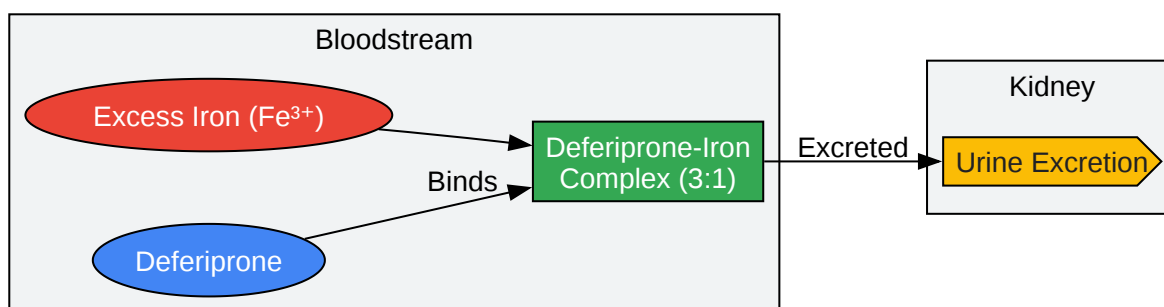 Bloodstream
Kidney
Excess Iron (Fe³⁺)
Deferiprone-Iron
Complex (3:1)
Excreted
Urine Excretion
Binds
Deferiprone